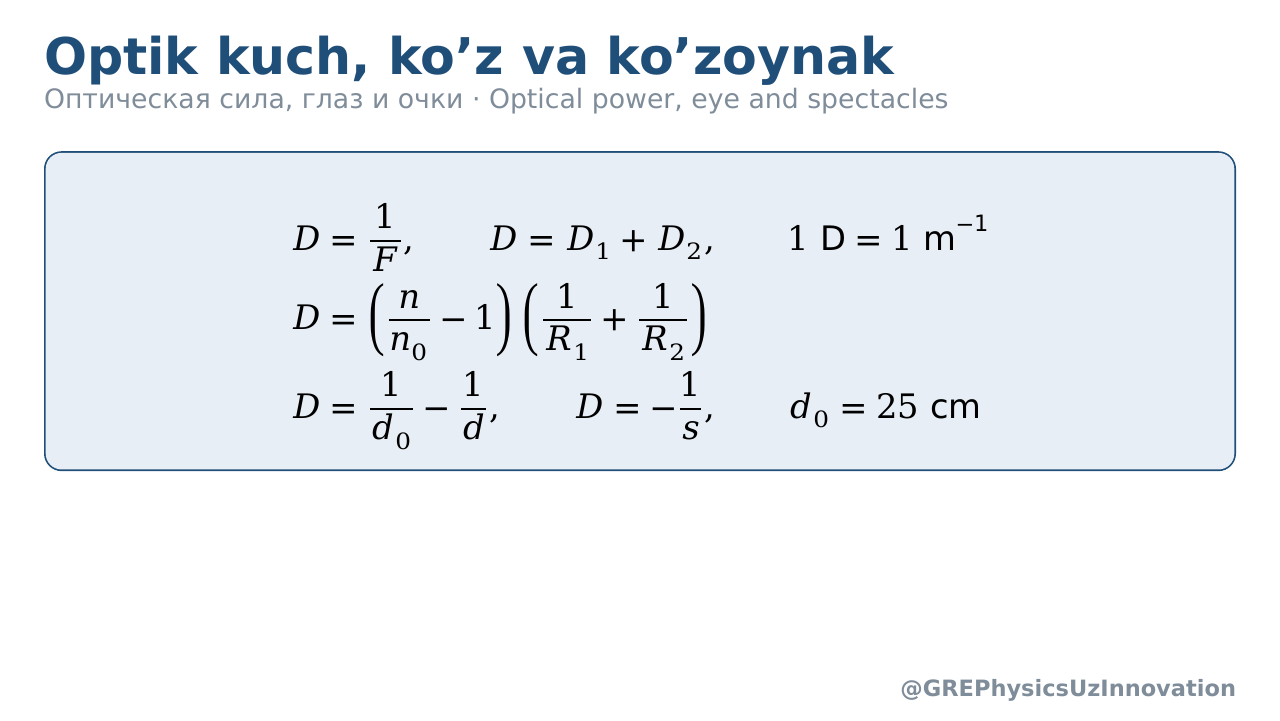 Optik kuch, ko’z va ko’zoynak
Оптическая сила, глаз и очки · Optical power, eye and spectacles
D = 1/F, D = D₁ + D₂, 1 D = 1 m⁻¹
D = (n/n₀ − 1) (1/R₁ + 1/R₂)
D = 1/d₀ − 1/d, D = −1/s, d₀ = 25 cm
@GREPhysicsUzInnovation